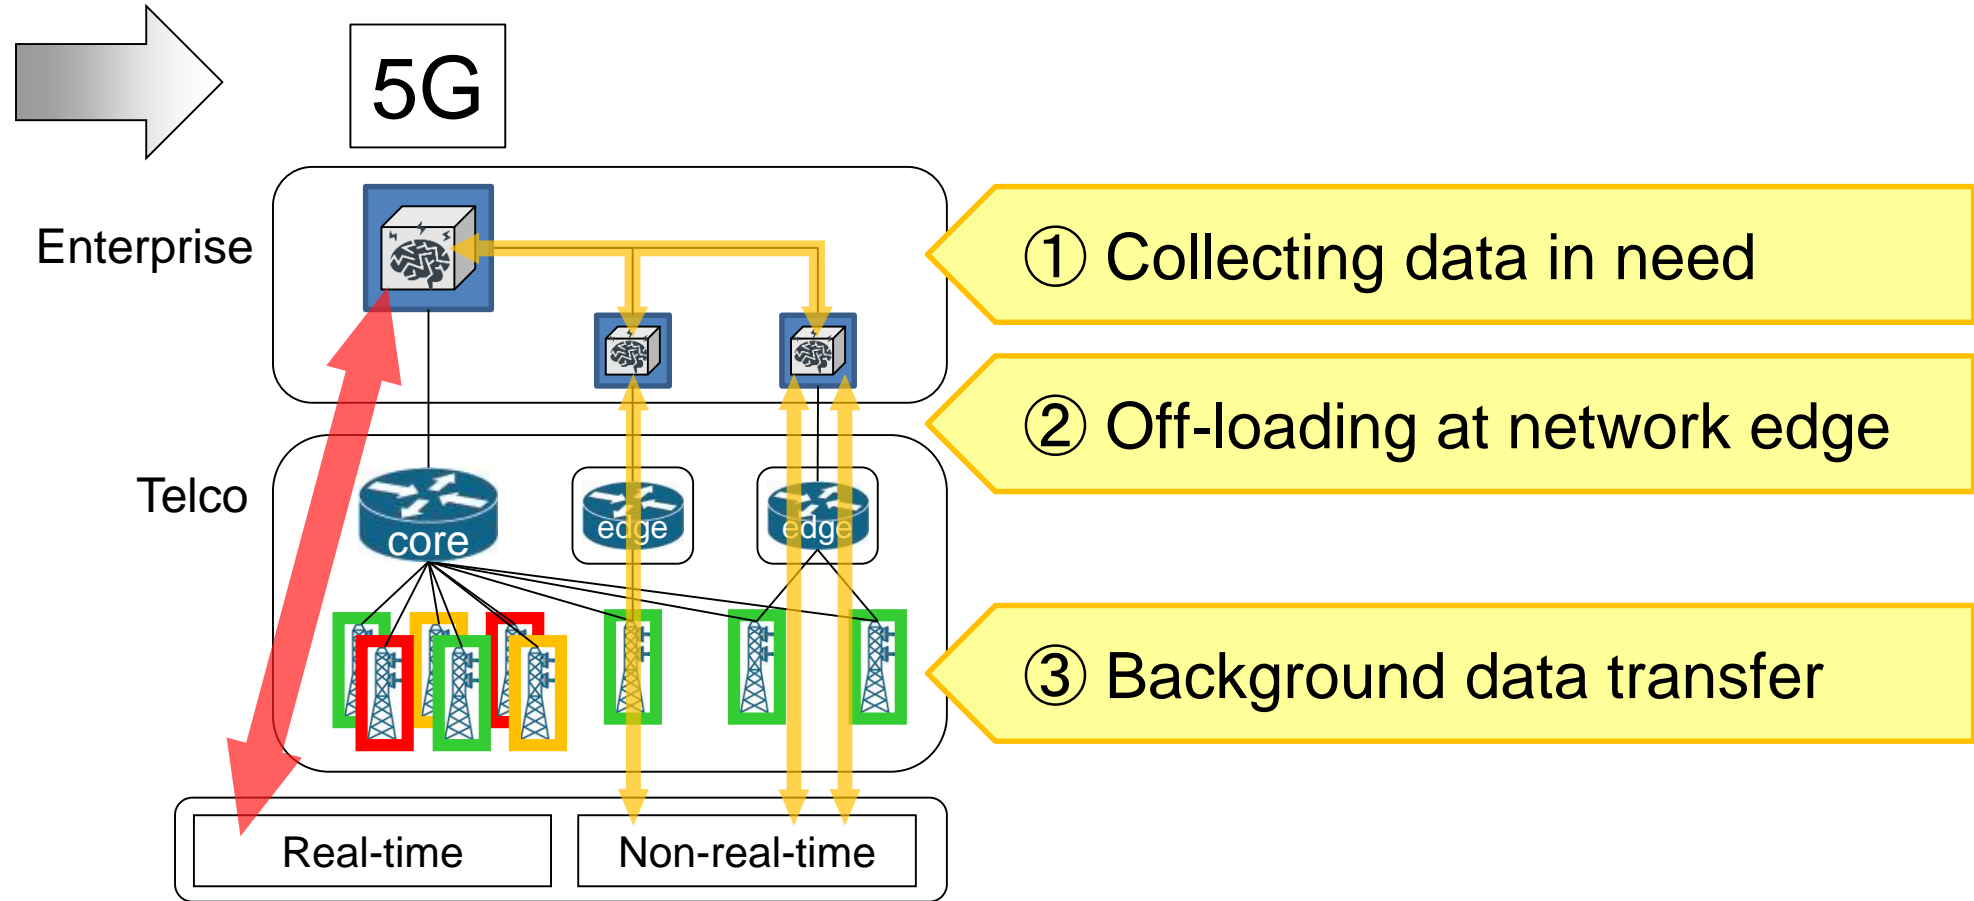 5G
Enterprise
① Collecting data in need
② Off-loading at network edge
Telco
core
edge
edge
③ Background data transfer
Real-time
Non-real-time